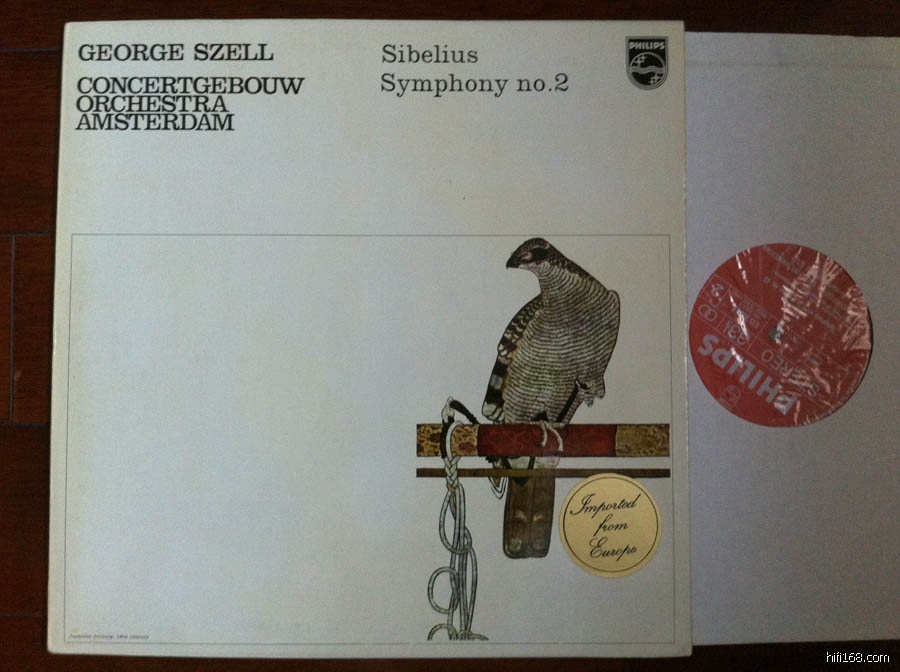 GEORGE SZELL
CONCERTGEBOUW
ORCHESTRA
AMSTERDAM
Sibelius
Symphony no.2
PHILIPS
Imported
from
Europe
PHILIPS
STEREO
hifi168.com